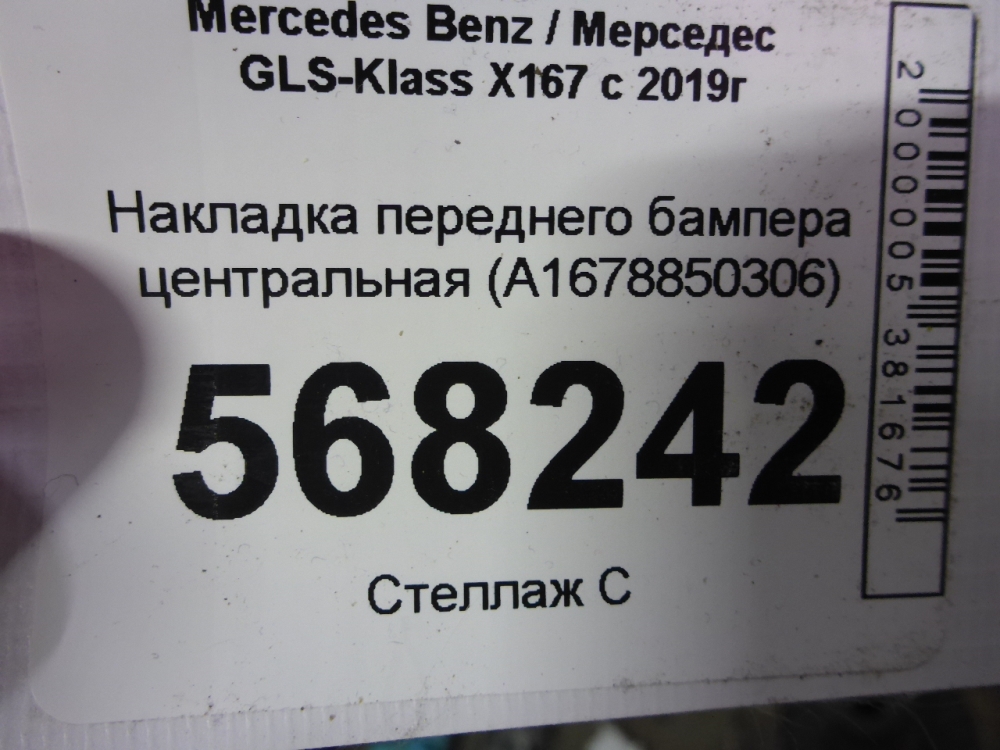 Mercedes Benz / Мерседес
GLS-Klass X167 с 2019г
Накладка переднего бампера
центральная (A1678850306)
568242
Стеллаж С
2000005381676